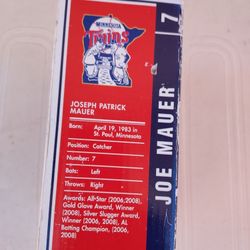 MINNESOTA
Twins
JOSEPH PATRICK
MAUER
Born: April 19, 1983 in
St. Paul, Minnesota
Position: Catcher
Number: 7
Bats: Left
Throws: Right
Awards: All-Star (2006,2008),
Gold Glove Award, Winner
(2008), Silver Slugger Award,
Winner (2006, 2008), AL
Batting Champion, (2006,
2008)
JOE MAUER 7